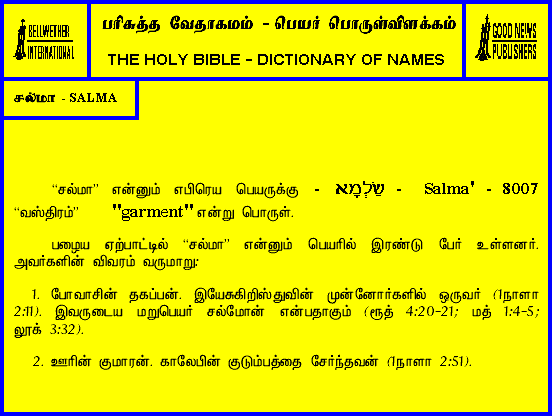 BELLWETHER
INTERNATIONAL
பரிசுத்த வேதாகமம் - பெயர் பொருள்விளக்கம்
THE HOLY BIBLE - DICTIONARY OF NAMES
GOOD NEWS
PUBLISHERS
சல்மா - SALMA
“சல்மா” என்னும் எபிரெய பெயருக்கு - שַׂלְמָא - Salma' - 8007
“வஸ்திரம்” "garment" என்று பொருள்.
பழைய ஏற்பாட்டில் “சல்மா” என்னும் பெயரில் இரண்டு பேர் உள்ளனர்.
அவர்களின் விவரம் வருமாறு:
1. போவாசின் தகப்பன். இயேசுகிறிஸ்துவின் முன்னோர்களில் ஒருவர் (1நாளா
2:11). இவருடைய மறுபெயர் சல்மோன் என்பதாகும் (ரூத் 4:20-21; மத் 1:4-5;
லூக் 3:32).
2. ஊரின் குமாரன். காலேபின் குடும்பத்தை சேர்ந்தவன் (1நாளா 2:51).